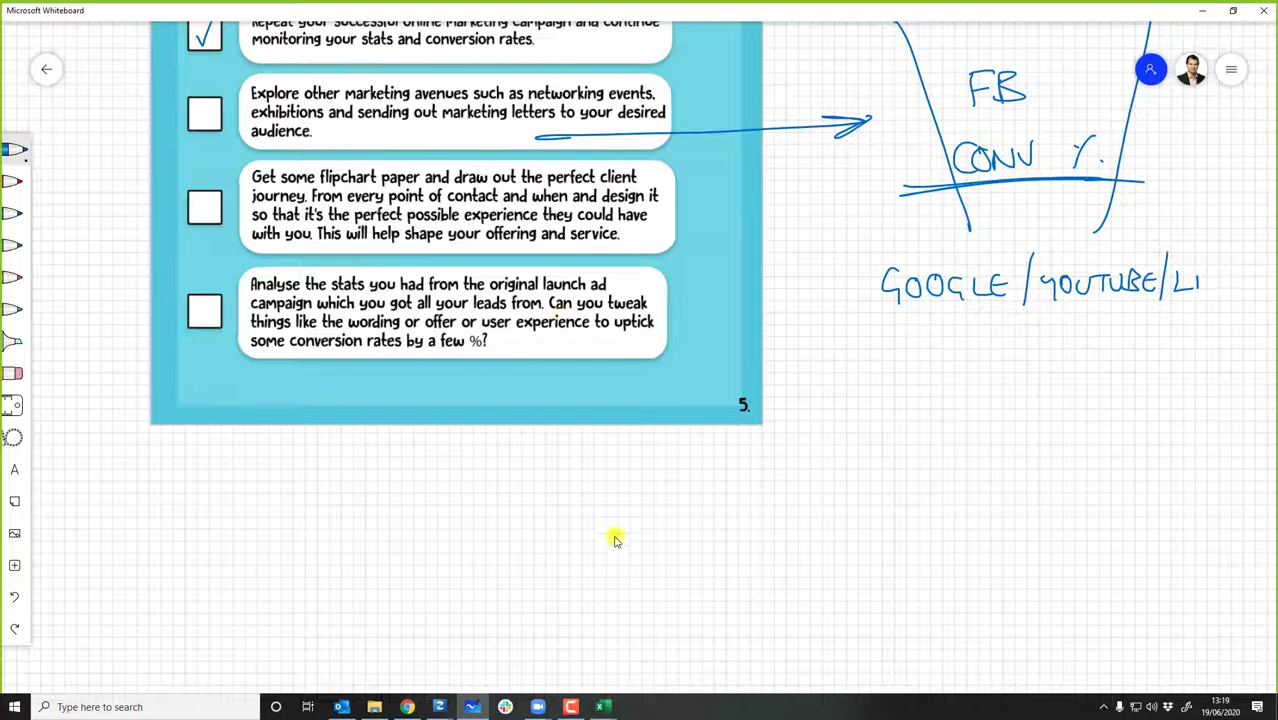 Microsoft Whiteboard
Repeat your successful online marketing campaign and continue
monitoring your stats and conversion rates.
Explore other marketing avenues such as networking events,
exhibitions and sending out marketing letters to your desired
audience.
Get some flipchart paper and draw out the perfect client
journey. From every point of contact and when and design it
so that it's the perfect possible experience they could have
with you. This will help shape your offering and service.
Analyse the stats you had from the original launch ad
campaign which you got all your leads from. Can you tweak
things like the wording or offer or user experience to uptick
some conversion rates by a few %?
5.
FB
CONV %.
GOOGLE / YOUTUBE / LI
A
Type here to search
13:19
19/06/2020